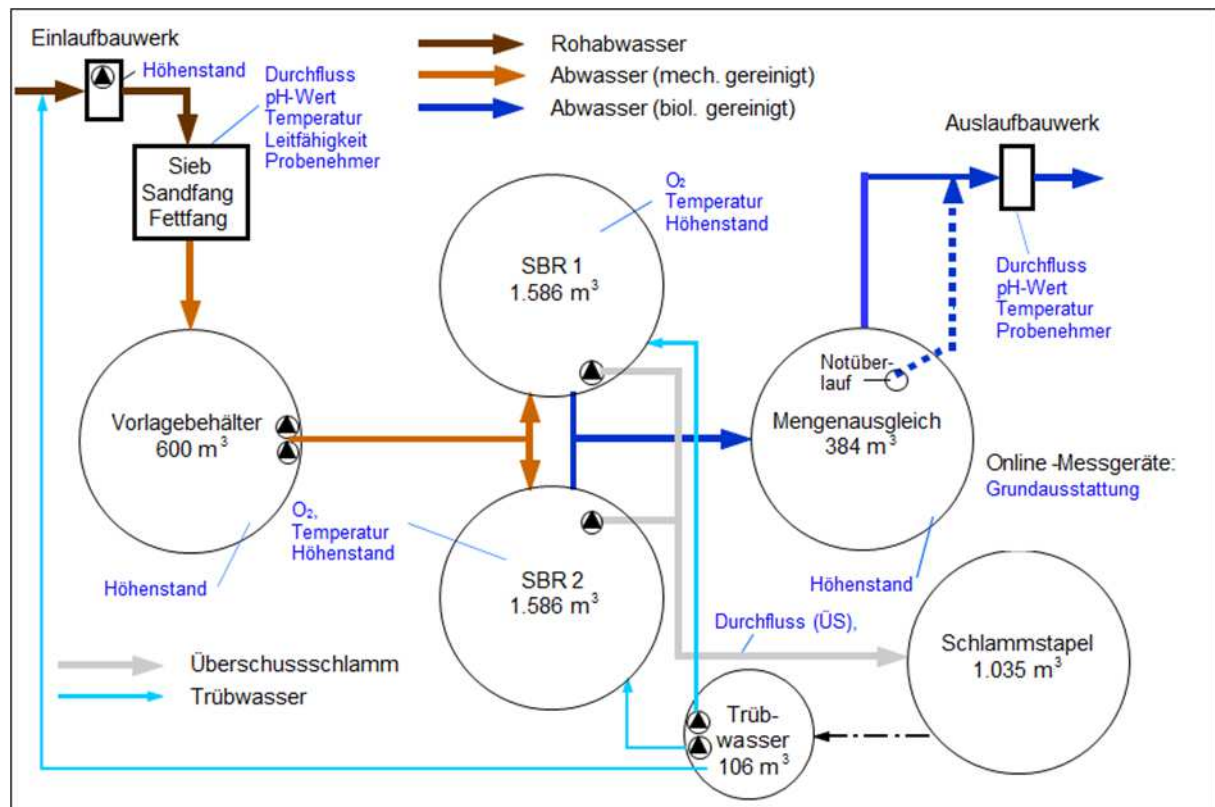 Einlaufbauwerk
Höhenstand
Durchfluss
pH-Wert
Temperatur
Leitfähigkeit
Probenehmer
Sieb
Sandfang
Fettfang
Rohabwasser
Abwasser (mech. gereinigt)
Abwasser (biol. gereinigt)
Auslaufbauwerk
O₂
Temperatur
Höhenstand
SBR 1
1.586 m³
Durchfluss
pH-Wert
Temperatur
Probenehmer
Vorlagebehälter
600 m³
Notüber-
lauf
Mengenausgleich
384 m³
Online -Messgeräte:
Grundausstattung
O₂,
Temperatur
Höhenstand
Höhenstand
SBR 2
1.586 m³
Höhenstand
Durchfluss (ÜS),
Schlammstapel
1.035 m³
Überschussschlamm
Trübwasser
Trüb-
wasser
106 m³